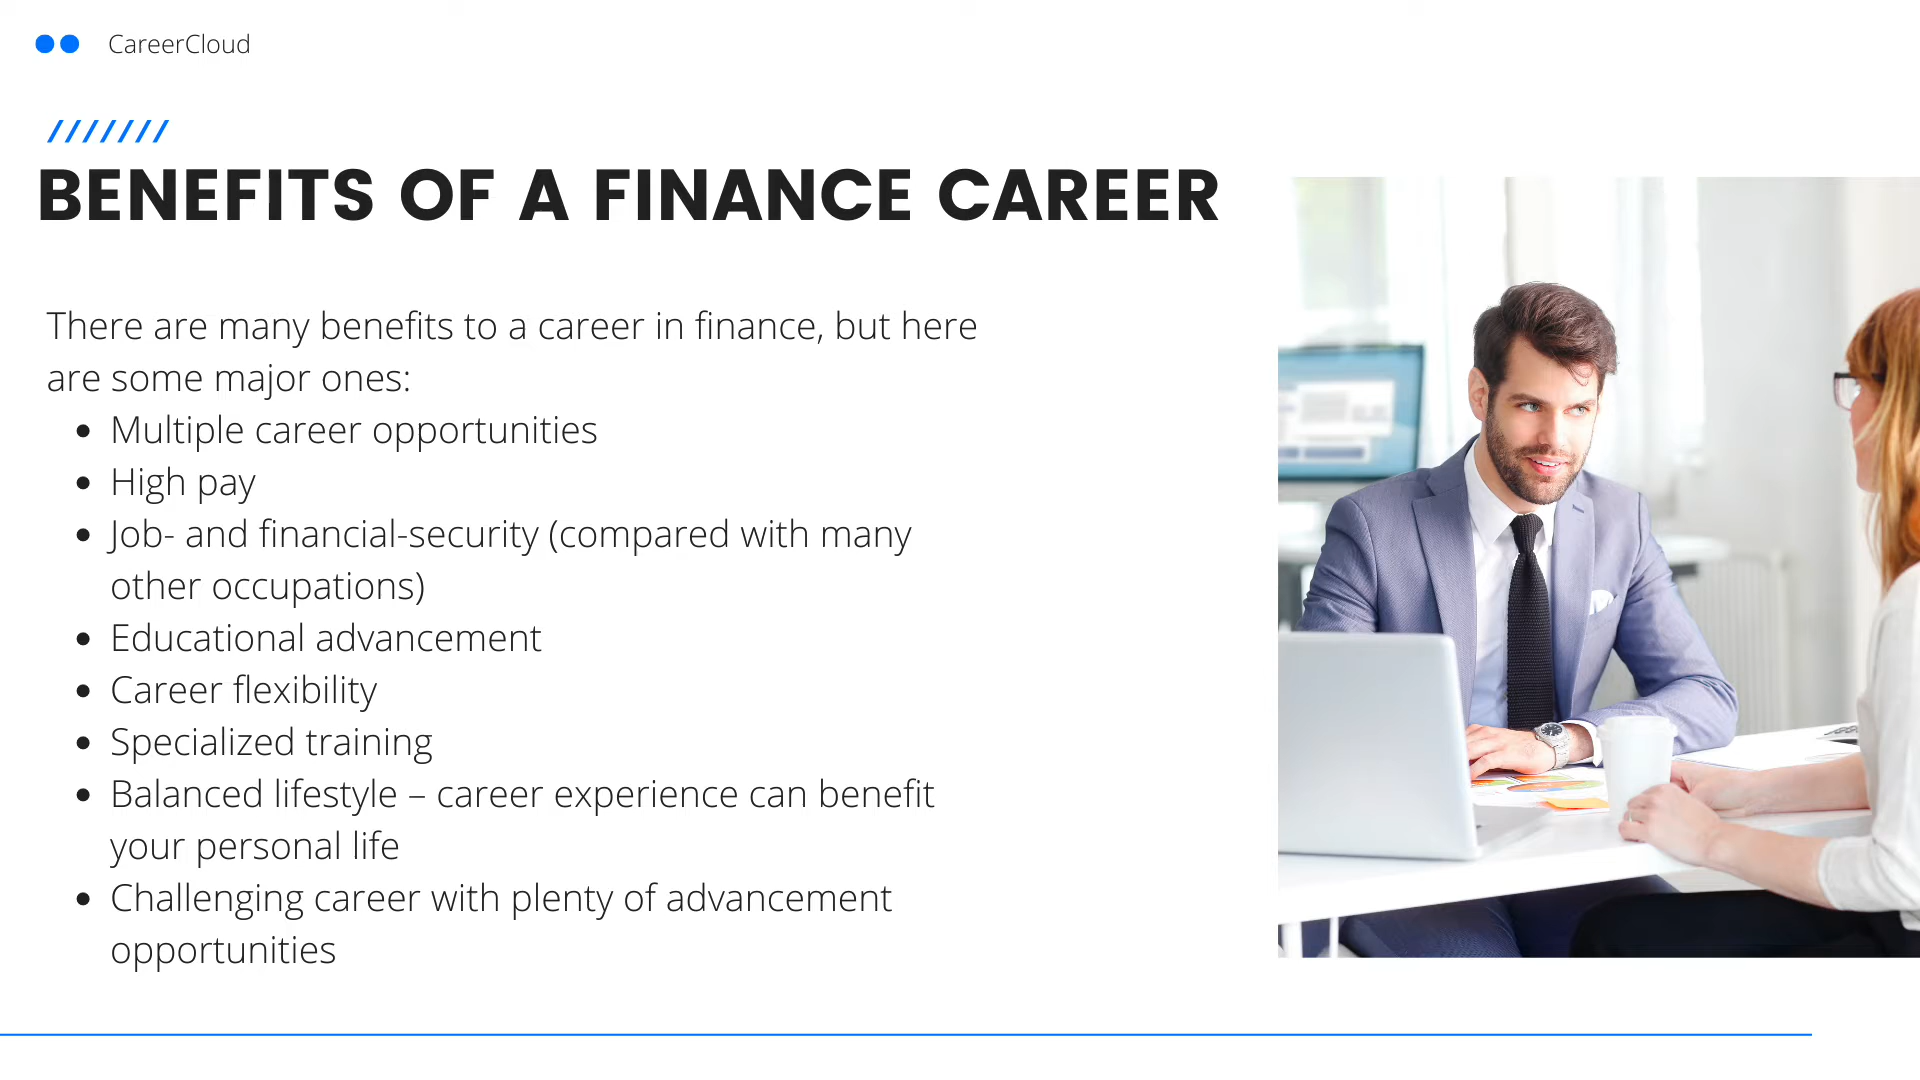 CareerCloud
BENEFITS OF A FINANCE CAREER
There are many benefits to a career in finance, but here
are some major ones:
• Multiple career opportunities
• High pay
• Job- and financial-security (compared with many
other occupations)
• Educational advancement
• Career flexibility
• Specialized training
• Balanced lifestyle – career experience can benefit
your personal life
• Challenging career with plenty of advancement
opportunities